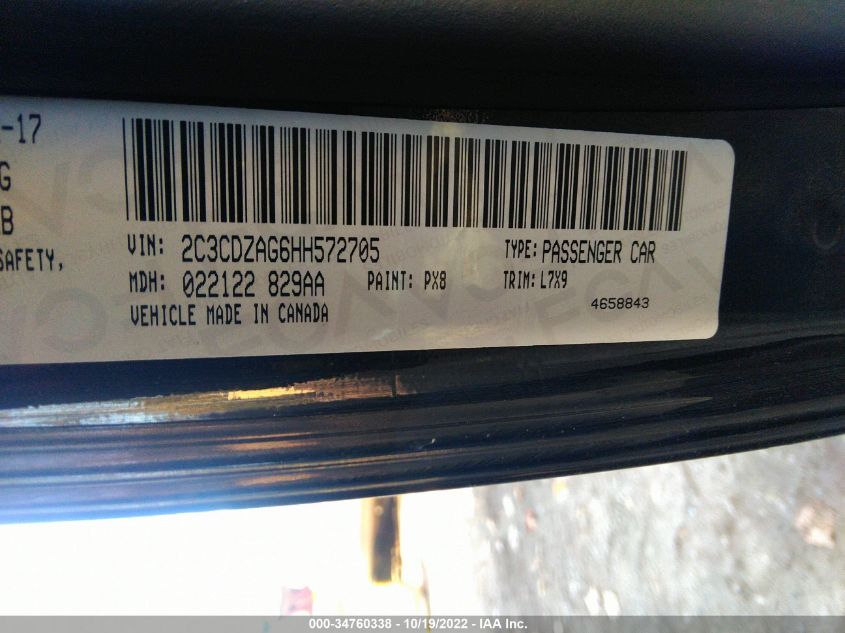 -17
G
B
SAFETY,
VIN: 2C3CDZAG6HH572705 TYPE: PASSENGER CAR
MDH: 022122 829AA PAINT: PX8 TRIM: L7X9
VEHICLE MADE IN CANADA 4658843
000-34760338 - 10/19/2022 - IAA Inc.